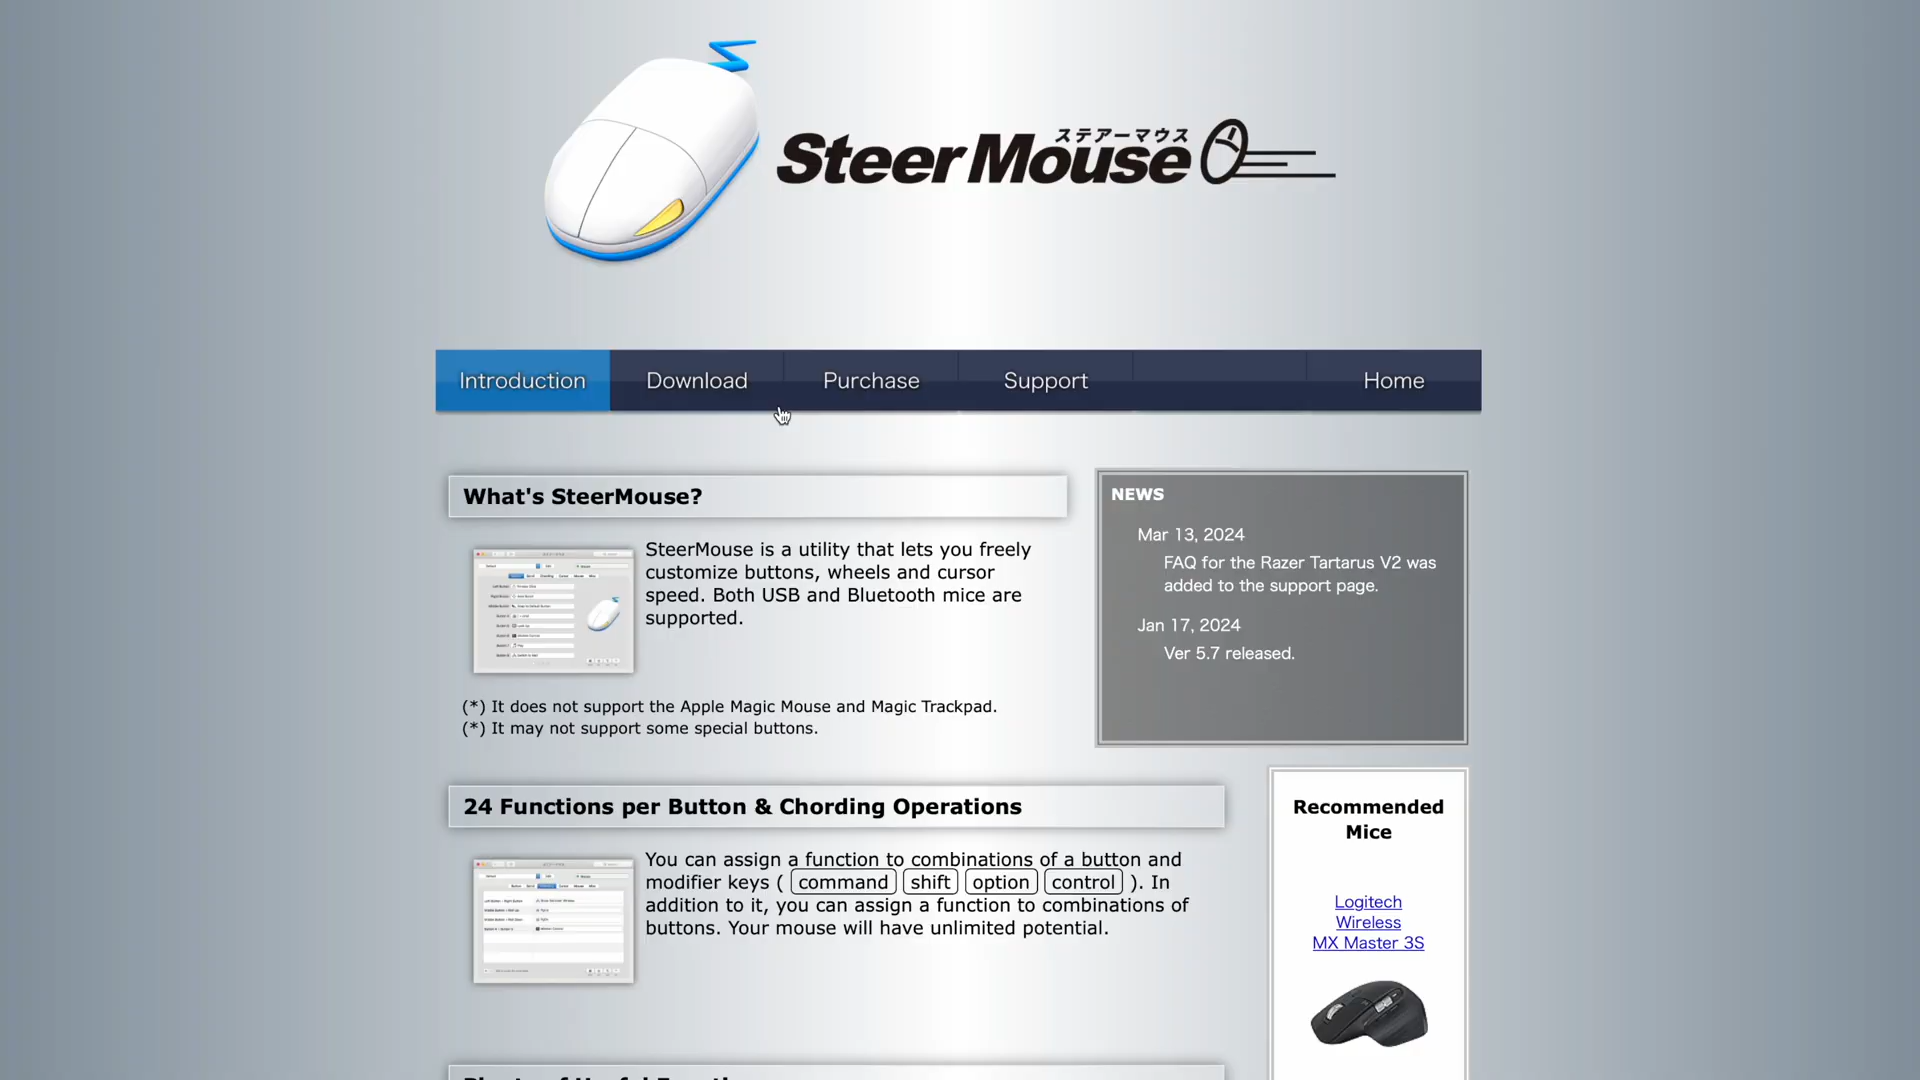 ステアーマウス
SteerMouse
Introduction
Download
Purchase
Support
Home
What's SteerMouse?
SteerMouse is a utility that lets you freely
customize buttons, wheels and cursor
speed. Both USB and Bluetooth mice are
supported.
(*) It does not support the Apple Magic Mouse and Magic Trackpad.
(*) It may not support some special buttons.
NEWS
Mar 13, 2024
FAQ for the Razer Tartarus V2 was
added to the support page.
Jan 17, 2024
Ver 5.7 released.
24 Functions per Button & Chording Operations
You can assign a function to combinations of a button and
modifier keys ( command shift option control ). In
addition to it, you can assign a function to combinations of
buttons. Your mouse will have unlimited potential.
Recommended
Mice
Logitech
Wireless
MX Master 3S